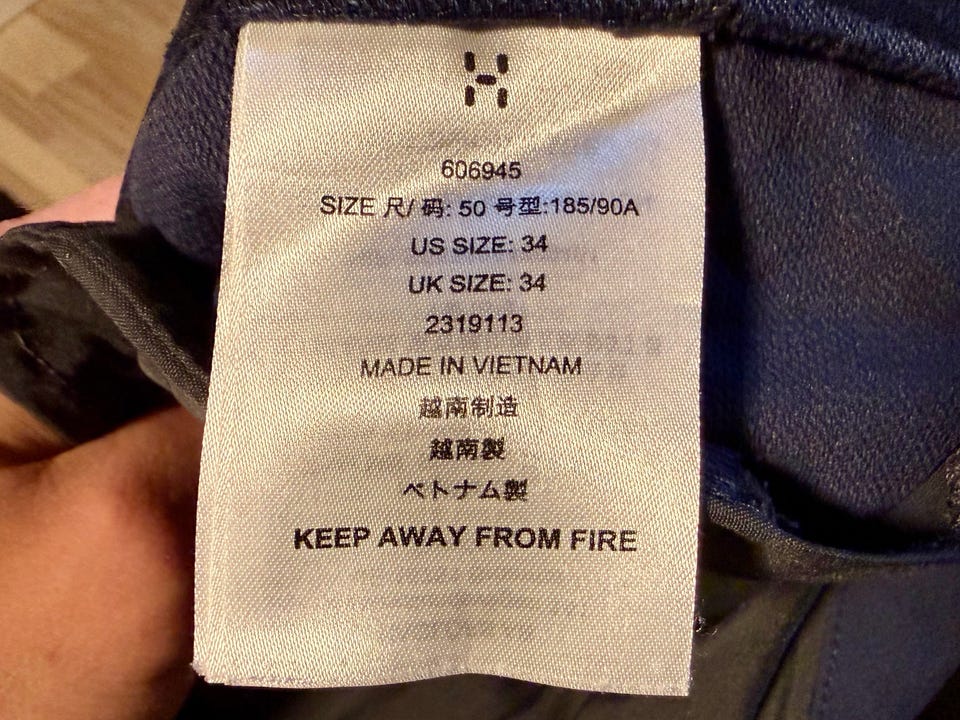 606945
SIZE 尺/ 码: 50 号型:185/90A
US SIZE: 34
UK SIZE: 34
2319113
MADE IN VIETNAM
越南制造
越南製
ベトナム製
KEEP AWAY FROM FIRE